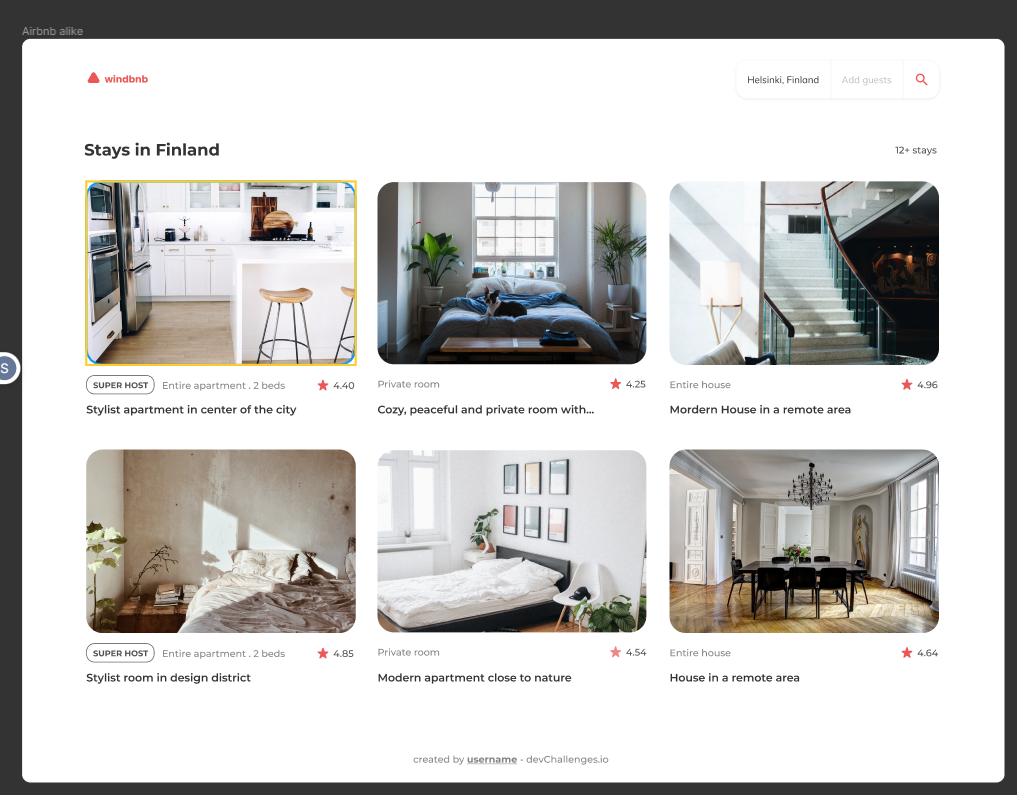 Airbnb alike
windbnb
Helsinki, Finland
Add guests
Stays in Finland
12+ stays
S
SUPER HOST
Entire apartment . 2 beds
4.40
Stylist apartment in center of the city
Private room
4.25
Cozy, peaceful and private room with...
Entire house
4.96
Mordern House in a remote area
SUPER HOST
Entire apartment . 2 beds
4.85
Stylist room in design district
Private room
4.54
Modern apartment close to nature
Entire house
4.64
House in a remote area
created by username - devChallenges.io